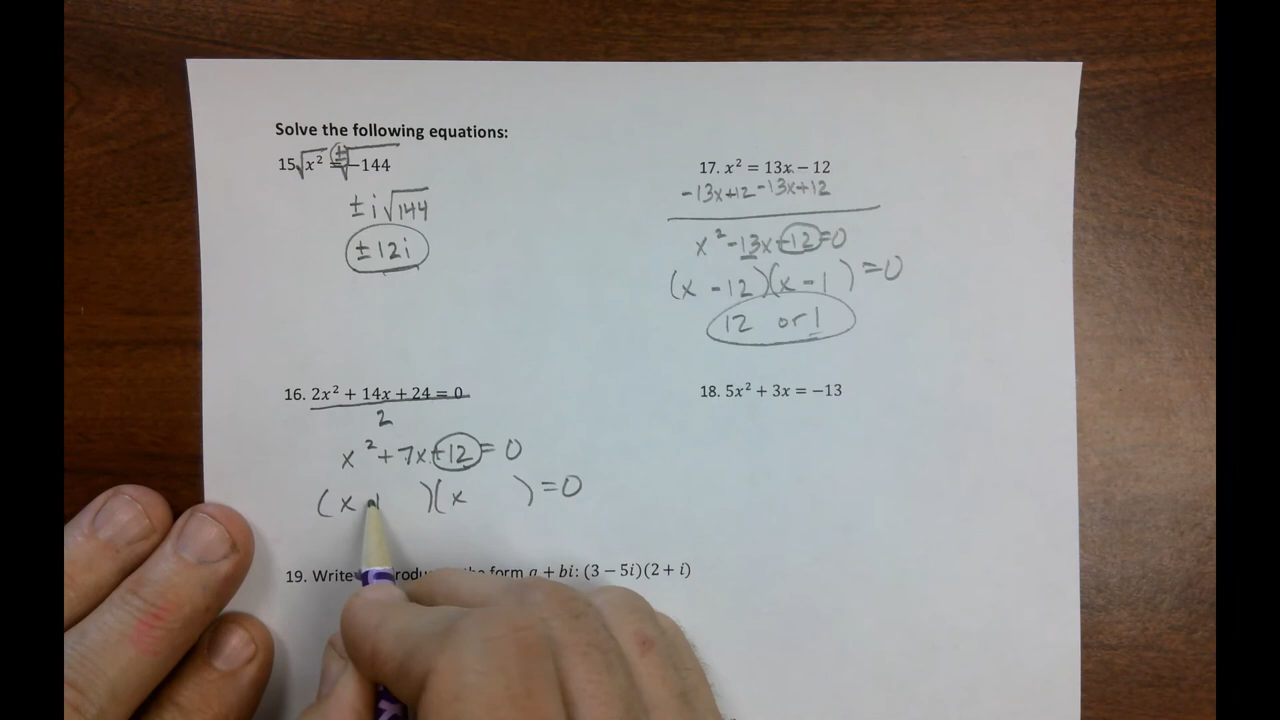 Solve the following equations:
15. √x² = ±√−144
± i √144
± 12i
17. x² = 13x − 12
-13x+12 -13x+12
x² -13x +12 = 0
(x - 12)(x - 1) = 0
12 or 1
16. 2x² + 14x + 24 = 0
2
x² + 7x +12 = 0
(x )(x ) = 0
18. 5x² + 3x = −13
19. Write form a + bi: (3 − 5i)(2 + i)